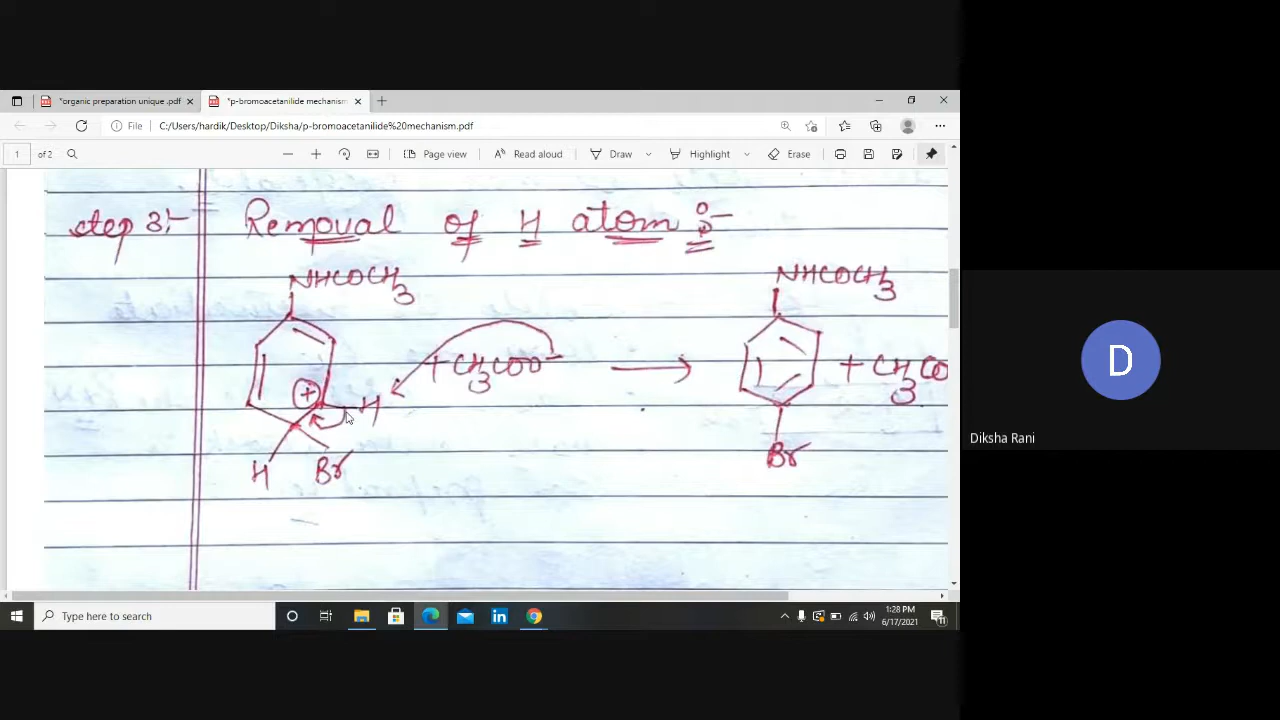 *organic preparation unique .pdf
*p-bromoacetanilide mechanism
File C:/Users/hardik/Desktop/Diksha/p-bromoacetanilide%20mechanism.pdf
1 of 2 Page view Read aloud Draw Highlight Erase
step 3:- Removal of H atom :-
NHCOCH3 NHCOCH3
+ CH3COO- → + CH3CO
+ H
H Br Br
D
Diksha Rani
Type here to search
1:28 PM
6/17/2021